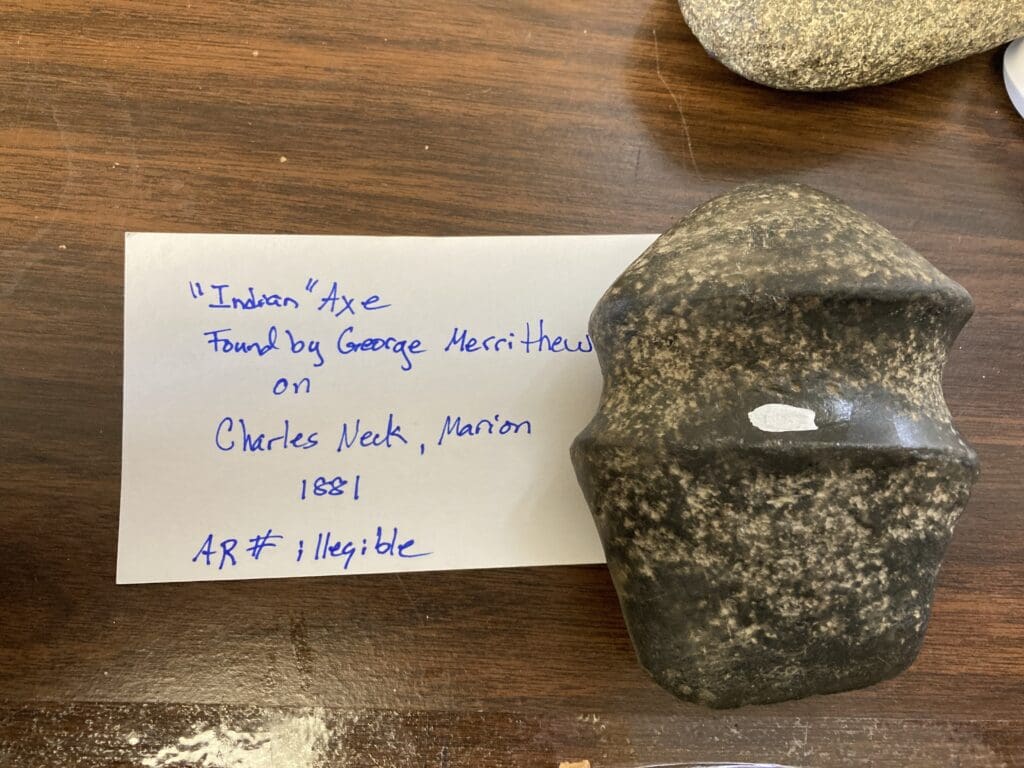 "Indian" Axe
Found by George Merrithew
on
Charles Neck, Marion
1881
AR# illegible